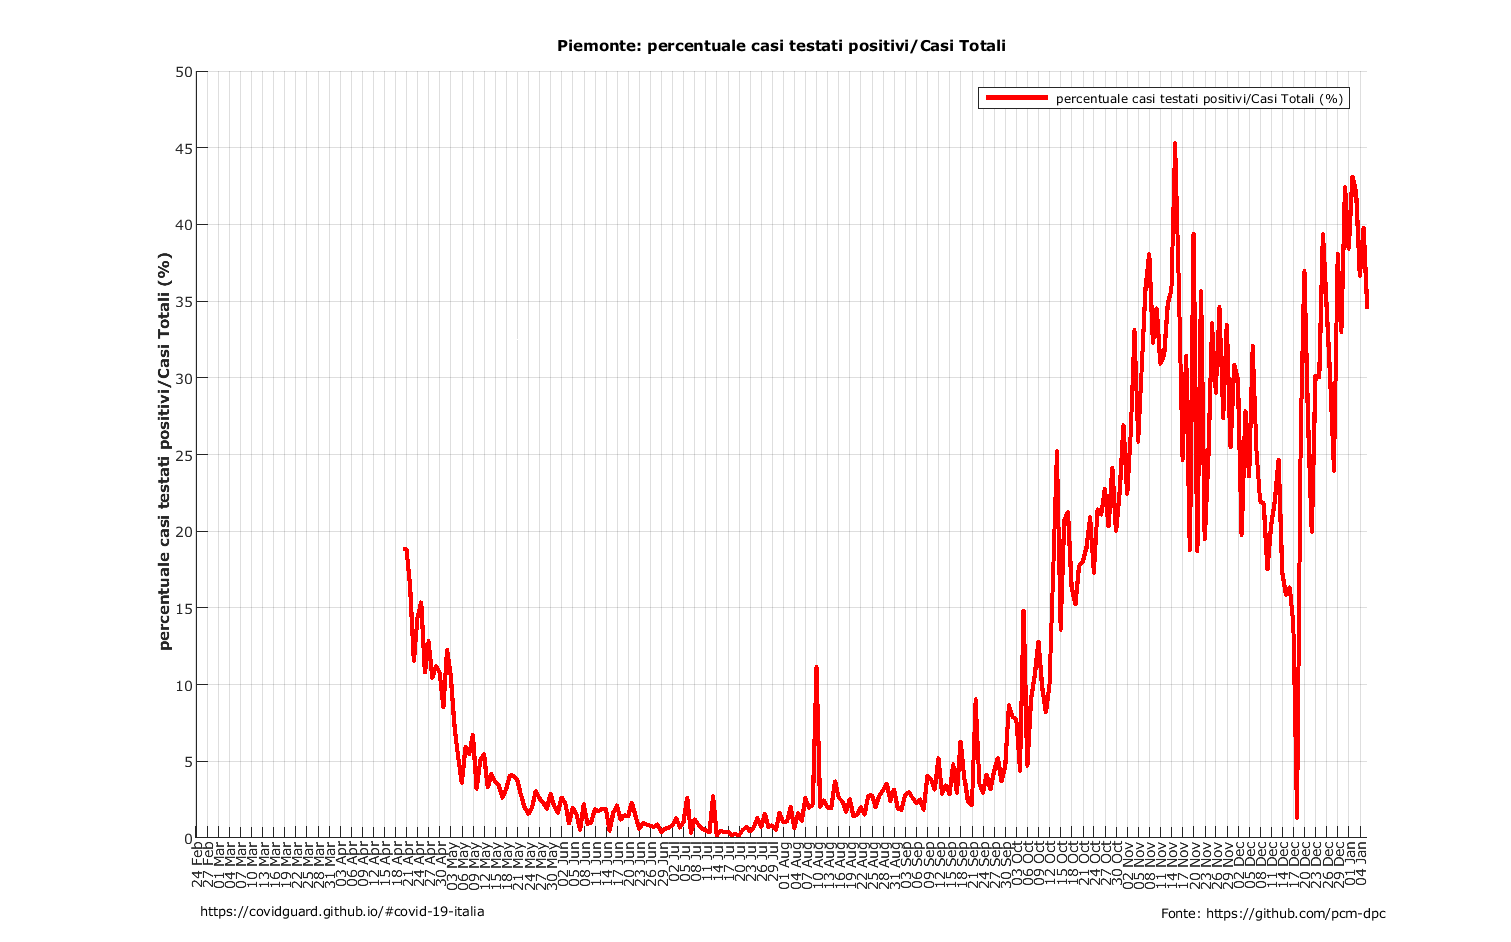 Piemonte: percentuale casi testati positivi/Casi Totali
percentuale casi testati positivi/Casi Totali (%)
percentuale casi testati positivi/Casi Totali (%)
50
45
40
35
30
25
20
15
10
5
0
24 Feb
27 Feb
01 Mar
04 Mar
07 Mar
10 Mar
13 Mar
16 Mar
19 Mar
22 Mar
25 Mar
28 Mar
31 Mar
03 Apr
06 Apr
09 Apr
12 Apr
15 Apr
18 Apr
21 Apr
24 Apr
27 Apr
30 Apr
03 May
06 May
09 May
12 May
15 May
18 May
21 May
24 May
27 May
30 May
02 Jun
05 Jun
08 Jun
11 Jun
14 Jun
17 Jun
20 Jun
23 Jun
26 Jun
29 Jun
02 Jul
05 Jul
08 Jul
11 Jul
14 Jul
17 Jul
20 Jul
23 Jul
26 Jul
29 Jul
01 Aug
04 Aug
07 Aug
10 Aug
13 Aug
16 Aug
19 Aug
22 Aug
25 Aug
28 Aug
31 Aug
03 Sep
06 Sep
09 Sep
12 Sep
15 Sep
18 Sep
21 Sep
24 Sep
27 Sep
30 Sep
03 Oct
06 Oct
09 Oct
12 Oct
15 Oct
18 Oct
21 Oct
24 Oct
27 Oct
30 Oct
02 Nov
05 Nov
08 Nov
11 Nov
14 Nov
17 Nov
20 Nov
23 Nov
26 Nov
29 Nov
02 Dec
05 Dec
08 Dec
11 Dec
14 Dec
17 Dec
20 Dec
23 Dec
26 Dec
29 Dec
01 Jan
04 Jan
https://covidguard.github.io/#covid-19-italia
Fonte: https://github.com/pcm-dpc